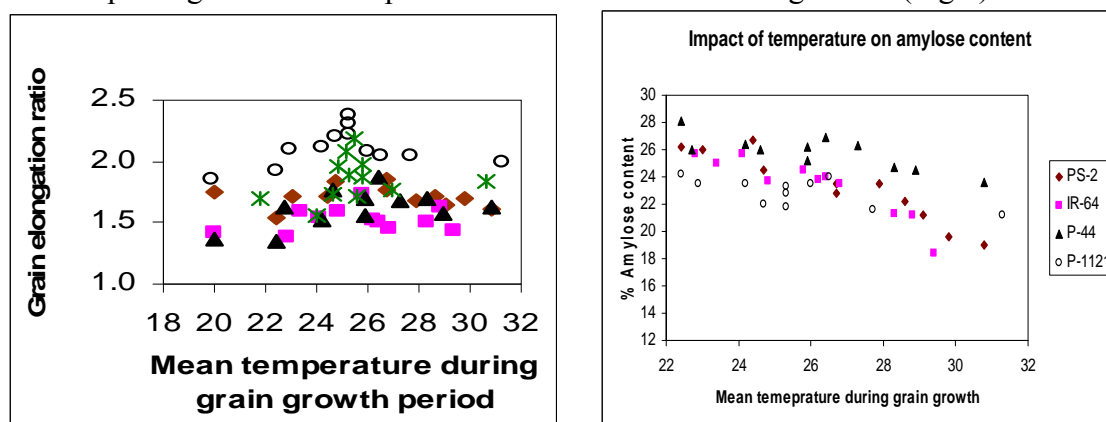 Grain elongation ratio
2.5
2.0
1.5
1.0
18 20 22 24 26 28 30 32
Mean temperature during
grain growth period
Impact of temperature on amylose content
% Amylose content
30
28
26
24
22
20
18
16
14
12
22 24 26 28 30 32
Mean temeprature during grain growth
PS-2
IR-64
P-44
P-1121